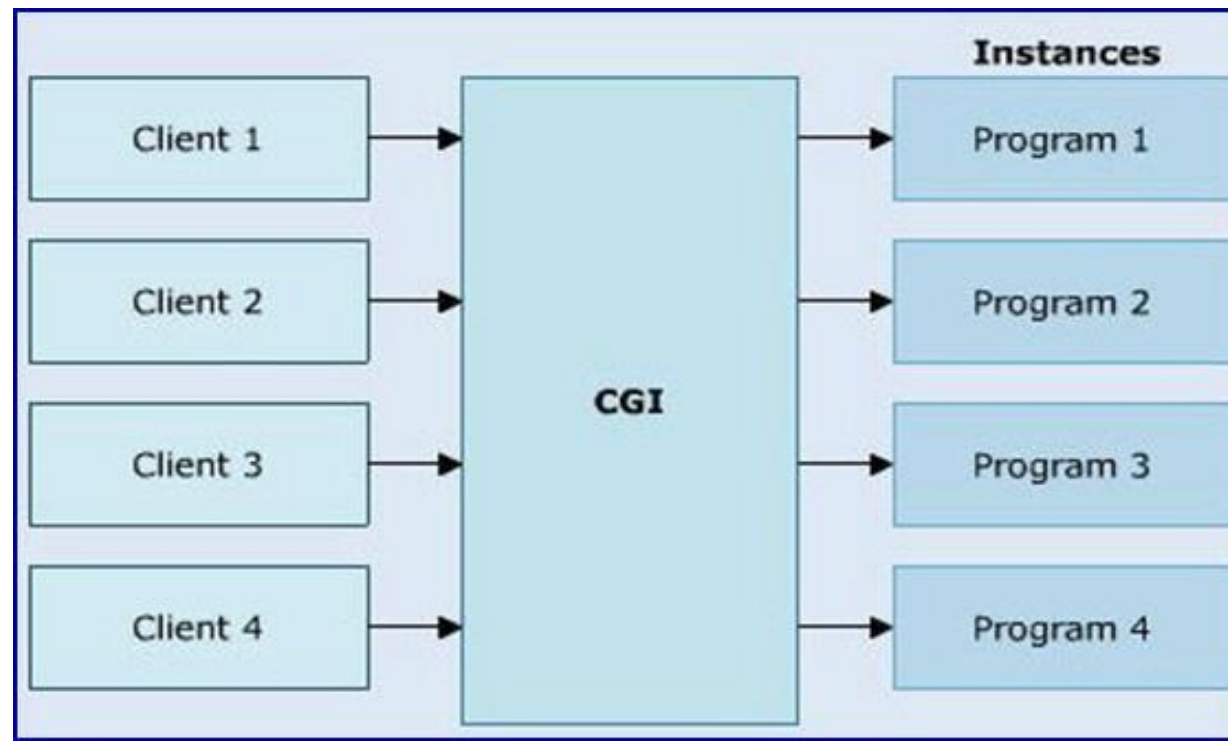 Instances
Client 1
Program 1
Client 2
Program 2
CGI
Client 3
Program 3
Client 4
Program 4